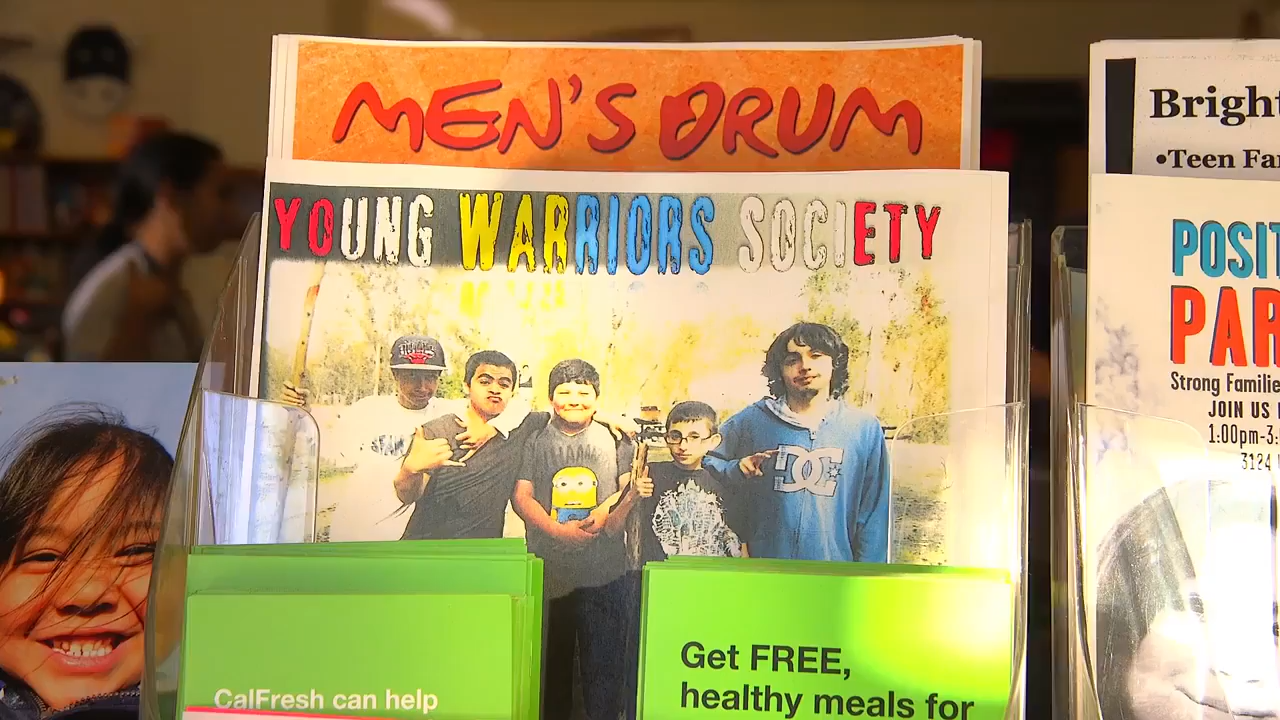 MEN'S DRUM
YOUNG WARRIORS SOCIETY
CalFresh can help
Get FREE,
healthy meals for
Bright
•Teen Fa
POSIT
PAR
Strong Familie
JOIN US
1:00pm-3:
3124